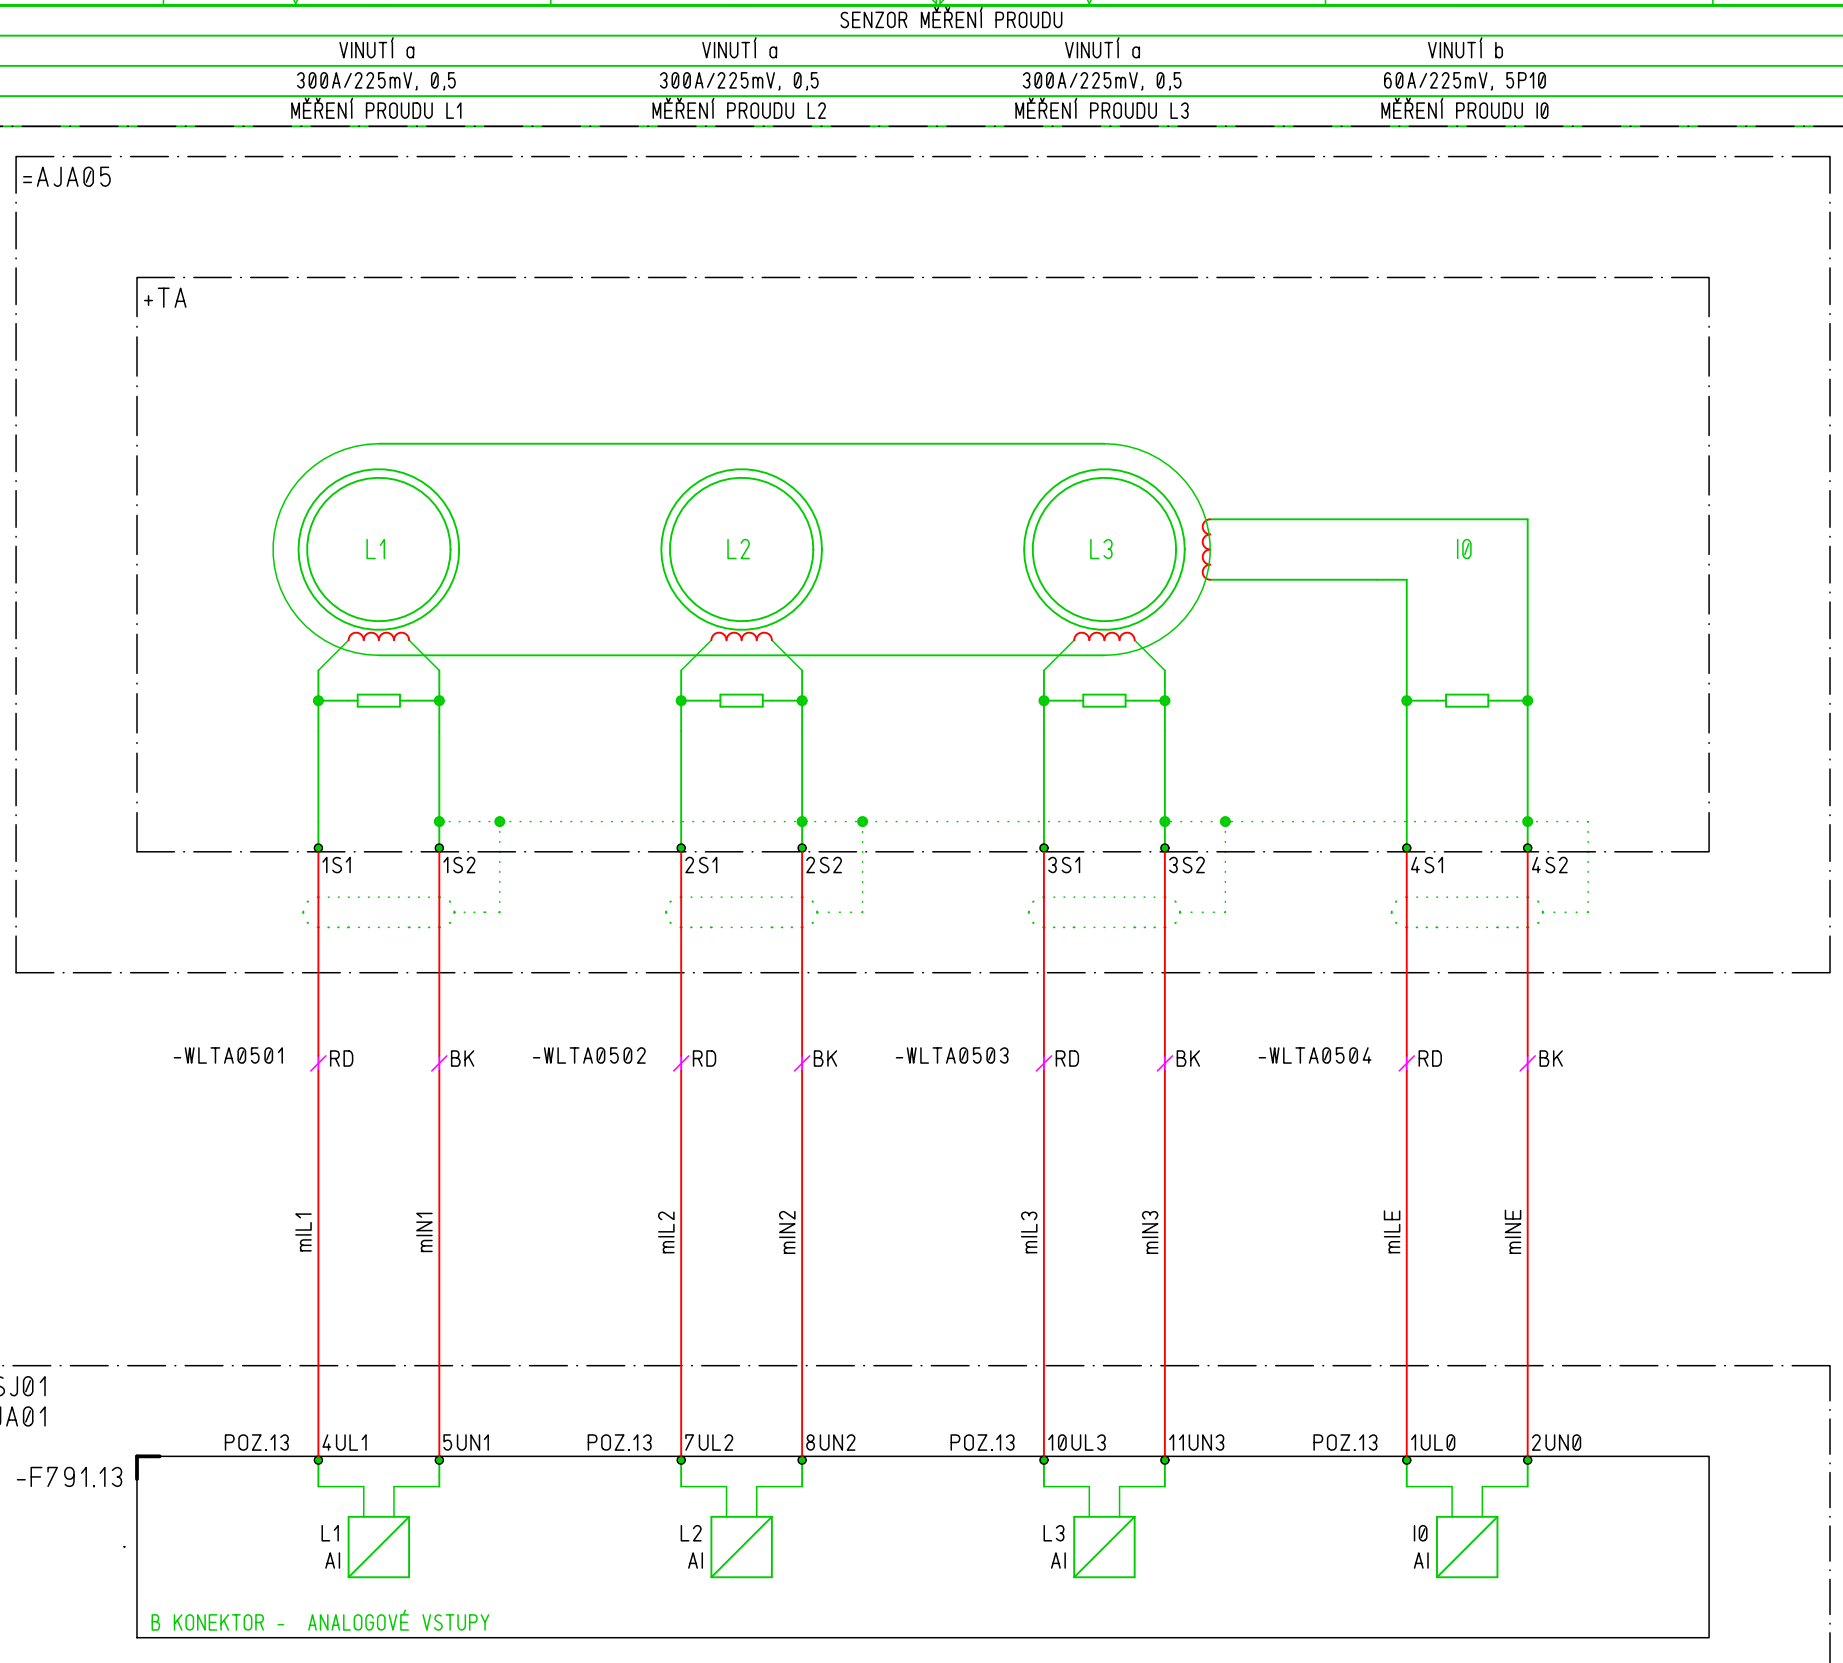 SENZOR MĚŘENÍ PROUDU
VINUTÍ a VINUTÍ a VINUTÍ a VINUTÍ b
300A/225mV, 0,5 300A/225mV, 0,5 300A/225mV, 0,5 60A/225mV, 5P10
MĚŘENÍ PROUDU L1 MĚŘENÍ PROUDU L2 MĚŘENÍ PROUDU L3 MĚŘENÍ PROUDU I0
=AJA05
+TA
L1 L2 L3 I0
1S1 1S2 2S1 2S2 3S1 3S2 4S1 4S2
-WLTA0501 RD BK -WLTA0502 RD BK -WLTA0503 RD BK -WLTA0504 RD BK
mIL1 mIN1 mIL2 mIN2 mIL3 mIN3 mILE mINE
SJ01
JA01
POZ.13 4UL1 5UN1 POZ.13 7UL2 8UN2 POZ.13 10UL3 11UN3 POZ.13 1UL0 2UN0
-F791.13
L1 L2 L3 I0
AI AI AI AI
B KONEKTOR - ANALOGOVÉ VSTUPY